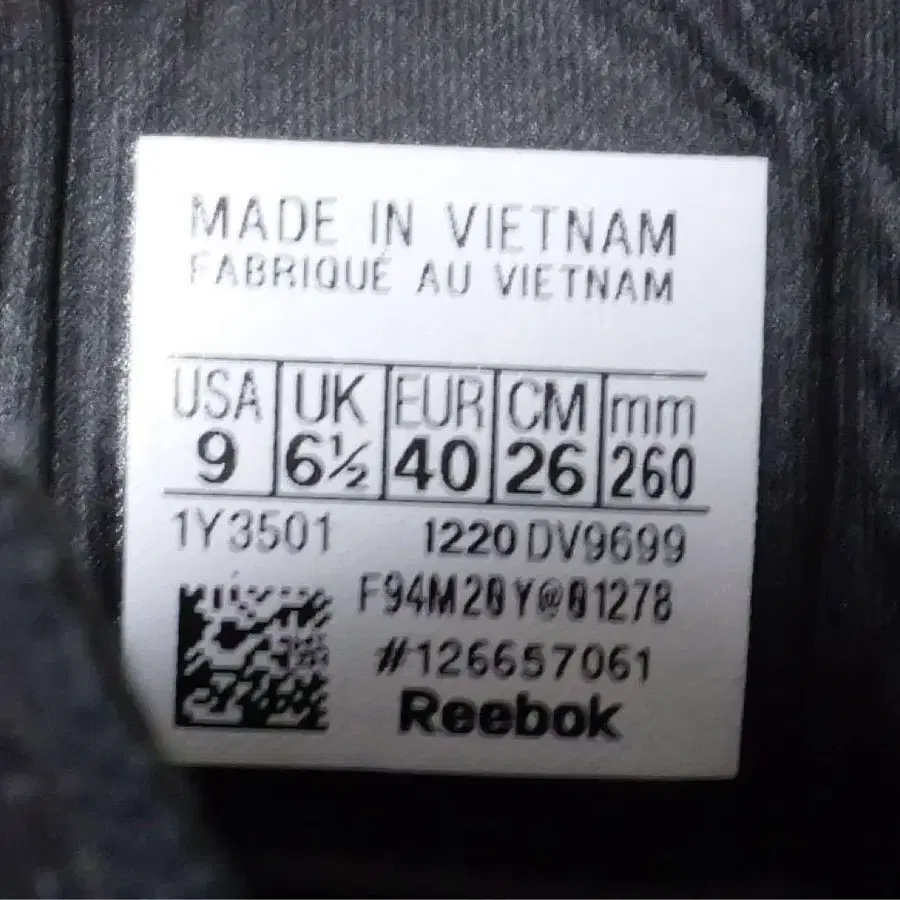 MADE IN VIETNAM
FABRIQUÉ AU VIETNAM
USA UK EUR CM mm
9 6½ 40 26 260
1Y3501 1220 DV9699
F94M20Y@01278
#126657061
Reebok